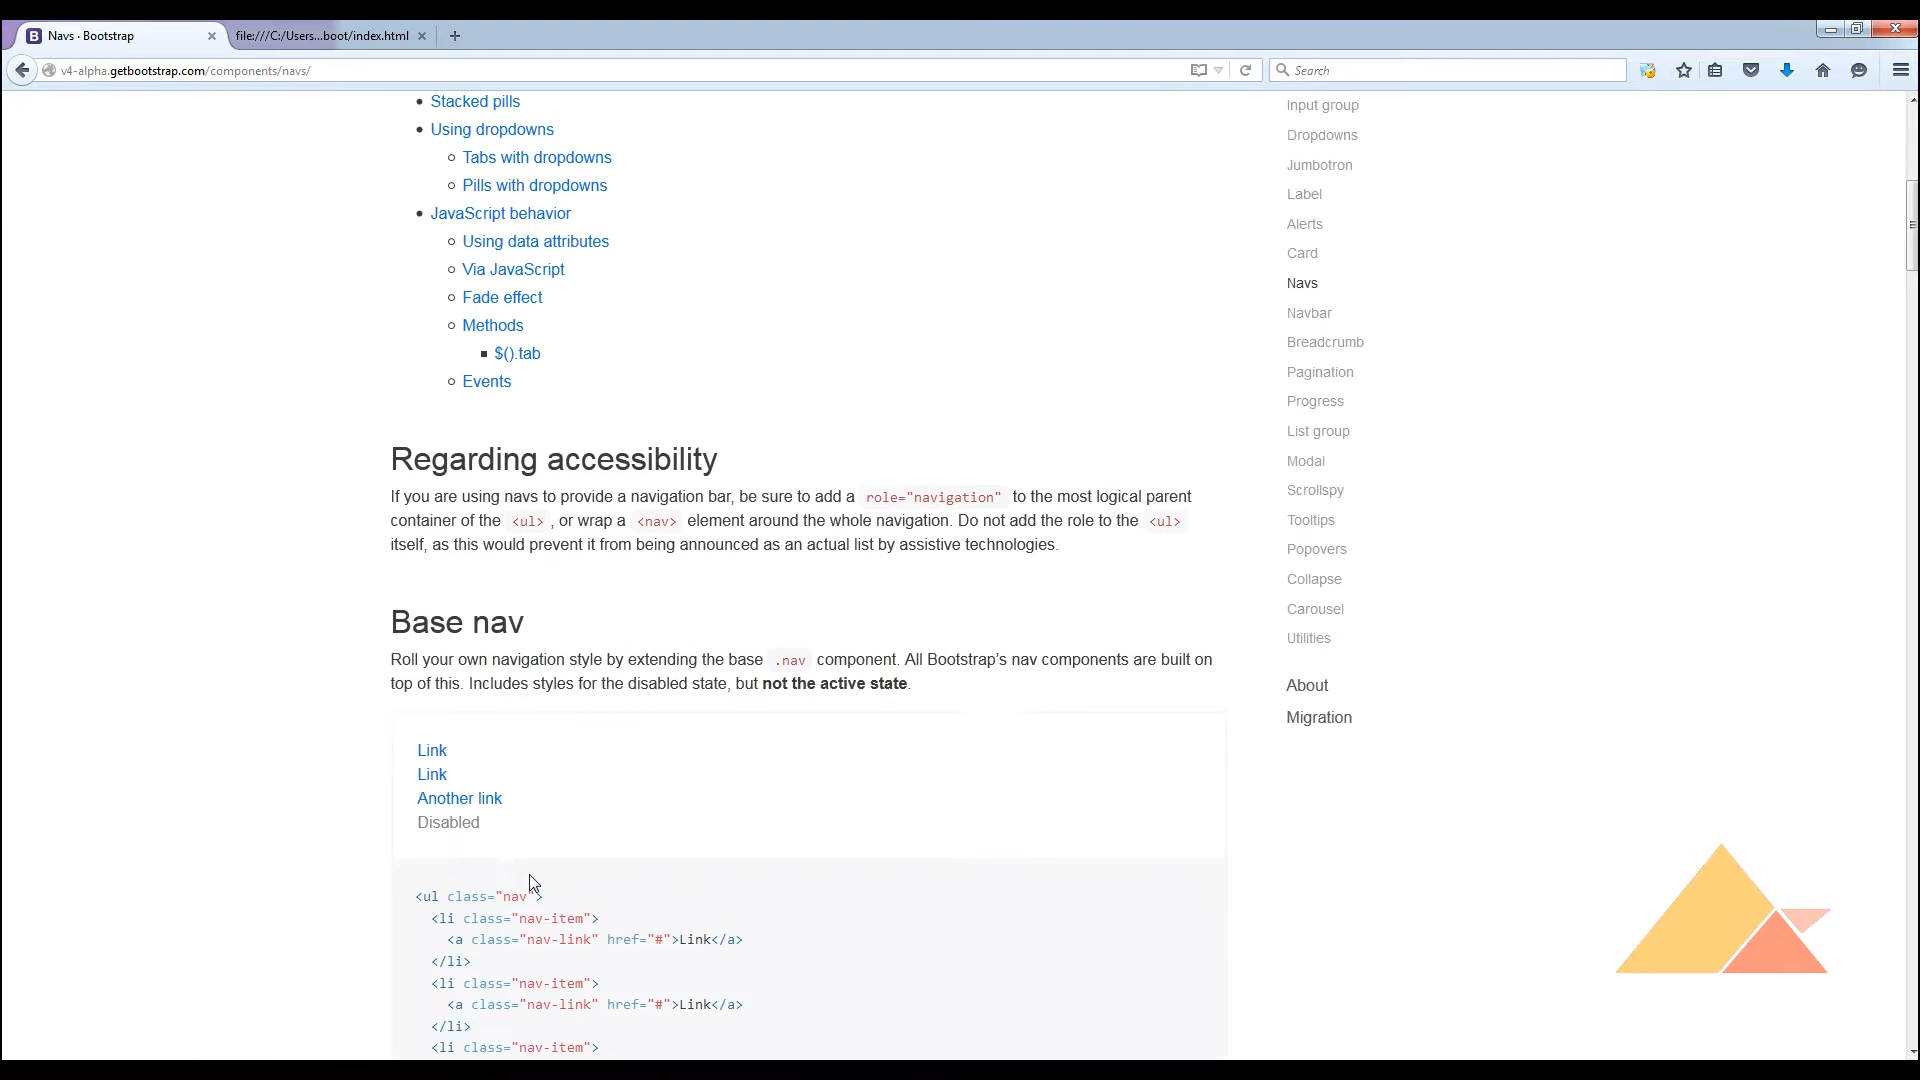 B Navs · Bootstrap
file:///C:/Users...boot/index.html
v4-alpha.getbootstrap.com/components/navs/
Search
Stacked pills
Using dropdowns
Tabs with dropdowns
Pills with dropdowns
JavaScript behavior
Using data attributes
Via JavaScript
Fade effect
Methods
$().tab
Events
Regarding accessibility
If you are using navs to provide a navigation bar, be sure to add a role="navigation" to the most logical parent
container of the <ul> , or wrap a <nav> element around the whole navigation. Do not add the role to the <ul>
itself, as this would prevent it from being announced as an actual list by assistive technologies.
Base nav
Roll your own navigation style by extending the base .nav component. All Bootstrap’s nav components are built on
top of this. Includes styles for the disabled state, but not the active state.
Link
Link
Another link
Disabled
<ul class="nav">
<li class="nav-item">
<a class="nav-link" href="#">Link</a>
</li>
<li class="nav-item">
<a class="nav-link" href="#">Link</a>
</li>
<li class="nav-item">
Input group
Dropdowns
Jumbotron
Label
Alerts
Card
Navs
Navbar
Breadcrumb
Pagination
Progress
List group
Modal
Scrollspy
Tooltips
Popovers
Collapse
Carousel
Utilities
About
Migration